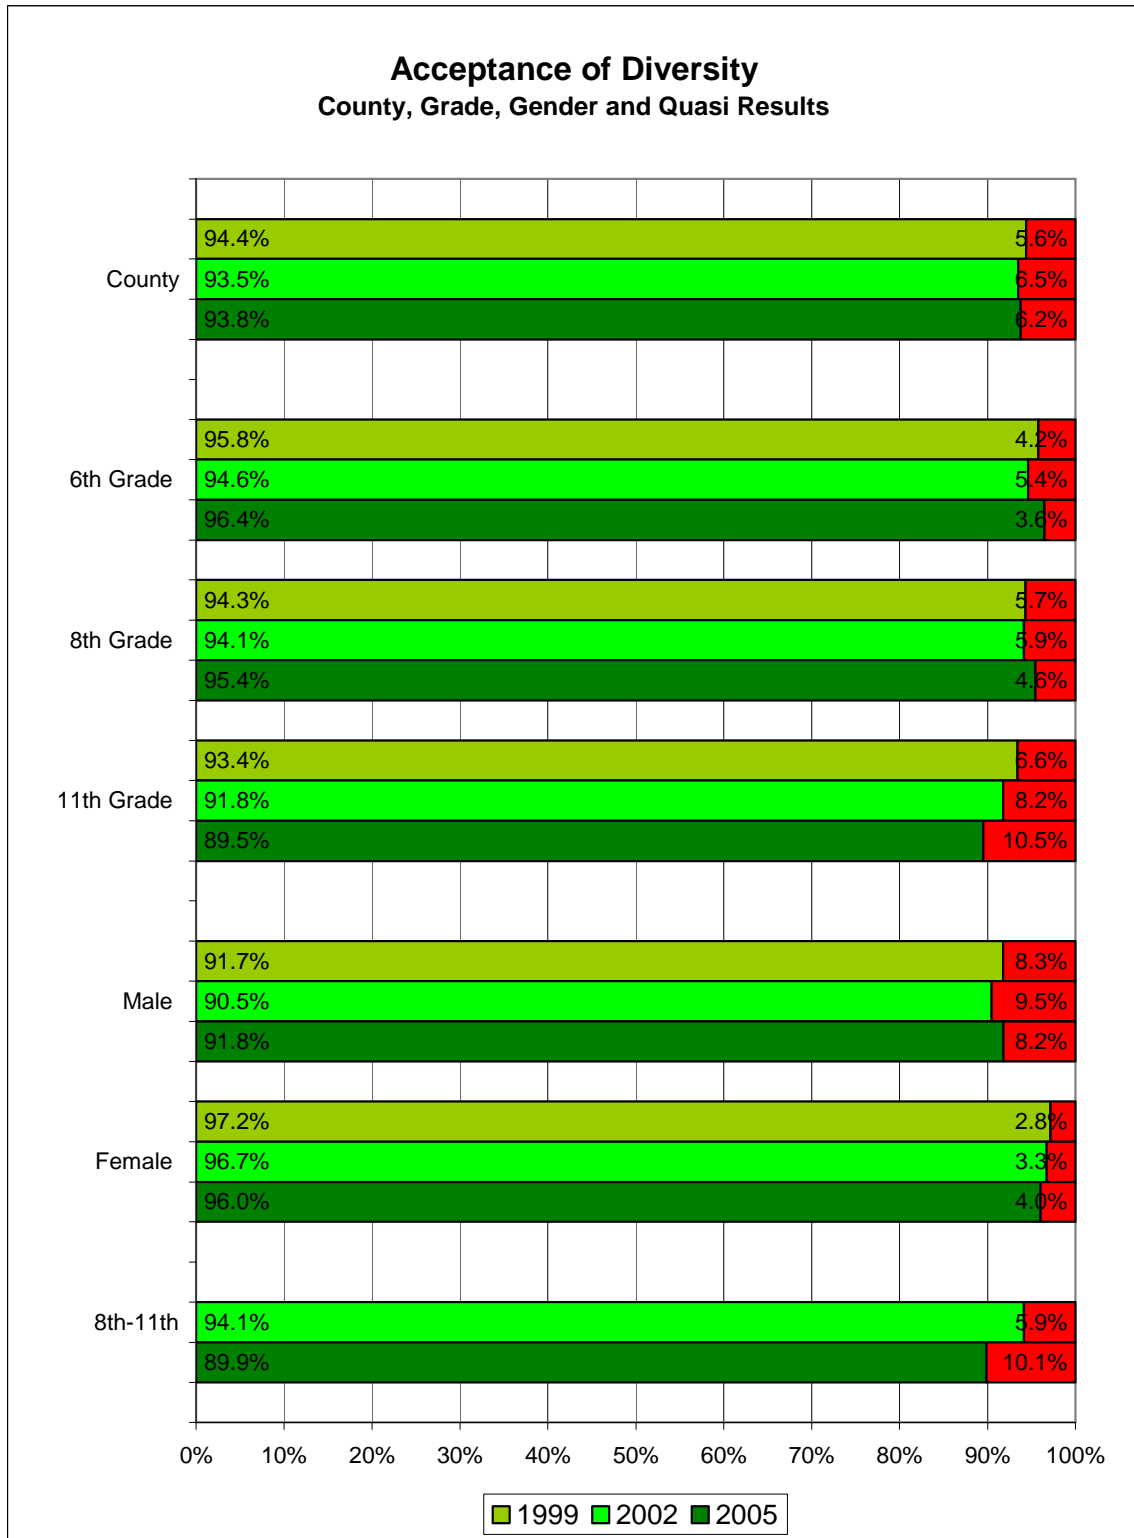 Acceptance of Diversity
County, Grade, Gender and Quasi Results
County
94.4% 5.6%
93.5% 6.5%
93.8% 6.2%
6th Grade
95.8% 4.2%
94.6% 5.4%
96.4% 3.6%
8th Grade
94.3% 5.7%
94.1% 5.9%
95.4% 4.6%
11th Grade
93.4% 6.6%
91.8% 8.2%
89.5% 10.5%
Male
91.7% 8.3%
90.5% 9.5%
91.8% 8.2%
Female
97.2% 2.8%
96.7% 3.3%
96.0% 4.0%
8th-11th
94.1% 5.9%
89.9% 10.1%
0% 10% 20% 30% 40% 50% 60% 70% 80% 90% 100%
1999 2002 2005